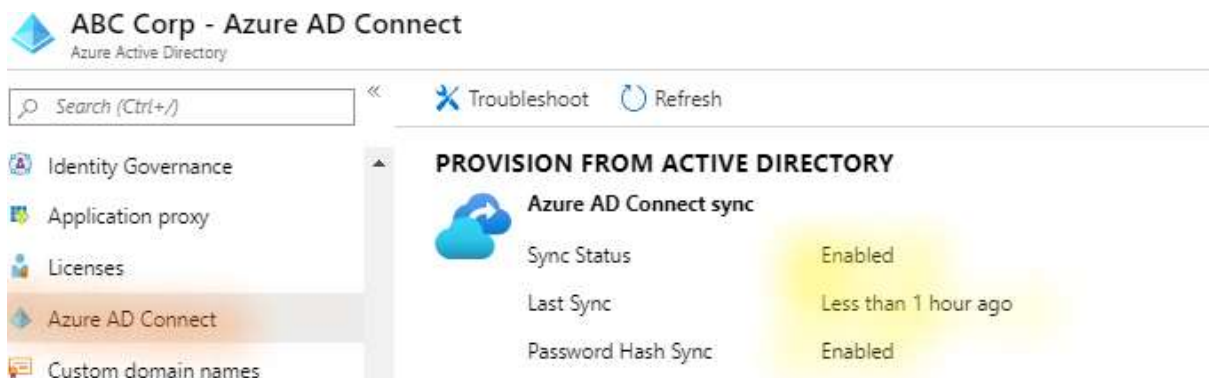 ABC Corp - Azure AD Connect
Azure Active Directory
Search (Ctrl+/)
«
Troubleshoot
Refresh
Identity Governance
Application proxy
Licenses
Azure AD Connect
Custom domain names
PROVISION FROM ACTIVE DIRECTORY
Azure AD Connect sync
Sync Status Enabled
Last Sync Less than 1 hour ago
Password Hash Sync Enabled